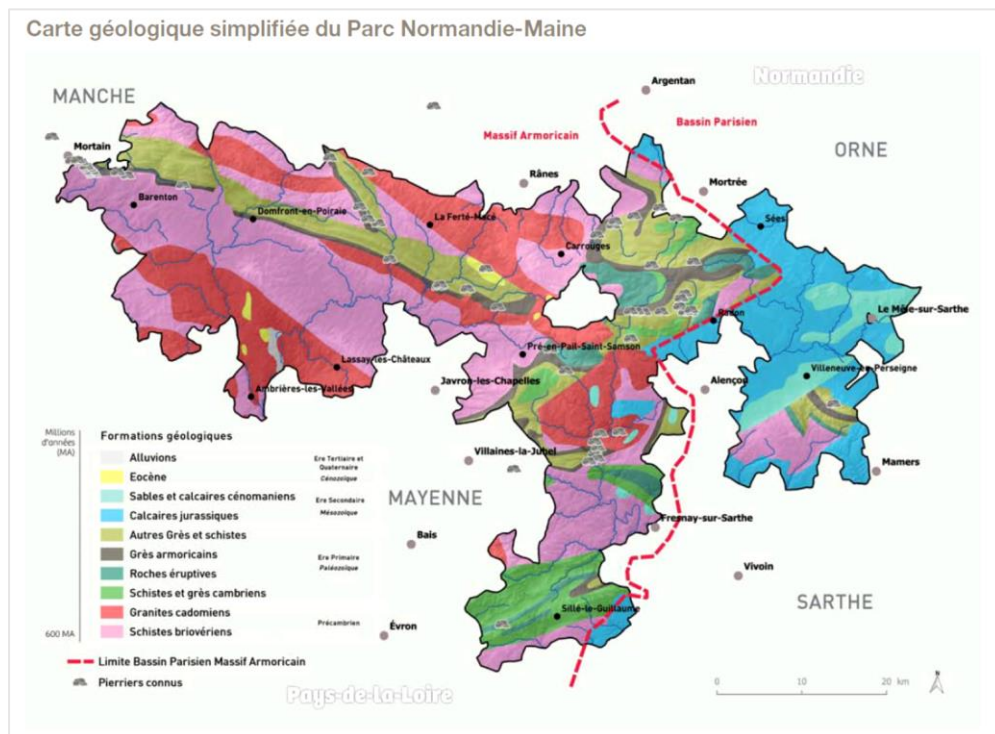 Carte géologique simplifiée du Parc Normandie-Maine
Normandie
Argentan
MANCHE
Massif Armoricain
Bassin Parisien
ORNE
Mortain
Rânes
Mortrée
Barenton
Domfront-en-Poiraie
La Ferté-Macé
Sées
Carrouges
Le Mêle-sur-Sarthe
Radon
Pré-en-Pail-Saint-Samson
Lassay-les-Châteaux
Villeneuve-en-Perseigne
Javron-les-Chapelles
Alençon
Ambrières-les-Vallées
Millions
d'années
(MA)
Formations géologiques
Alluvions
Ere Tertiaire et
Quaternaire
Cénozoïque
Villaines-la-Juhel
Mamers
Eocène
Sables et calcaires cénomaniens
Ere Secondaire
Mésozoïque
MAYENNE
Calcaires jurassiques
Fresnay-sur-Sarthe
Autres Grès et schistes
Bais
Grès armoricains
Ere Primaire
Paléozoïque
Vivoin
Roches éruptives
Schistes et grès cambriens
SARTHE
Granites cadomiens
Sillé-le-Guillaume
Schistes briovériens
Précambrien
600 MA
Évron
Limite Bassin Parisien Massif Armoricain
Pierriers connus
Pays-de-la-Loire
0 10 20 km
N